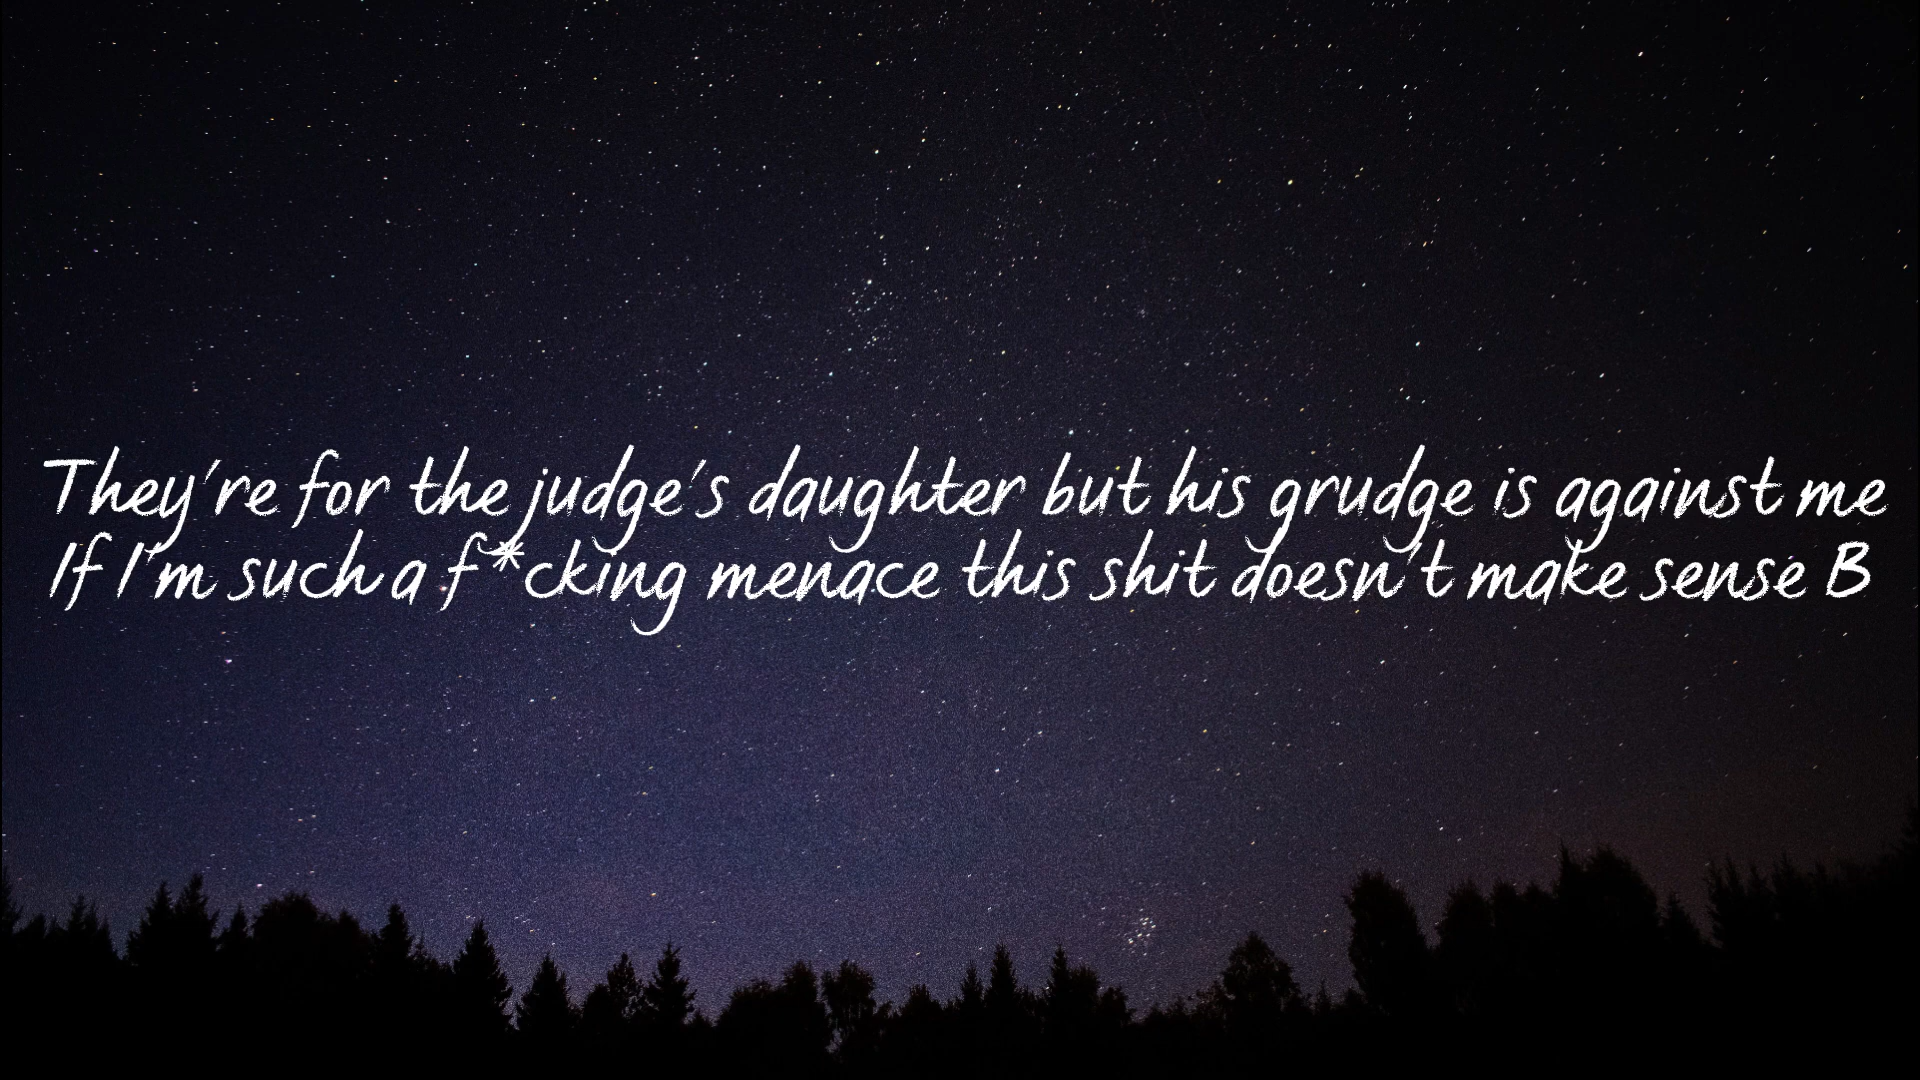 They're for the judge's daughter but his grudge is against me
If I'm such a f*cking menace this shit doesn't make sense B